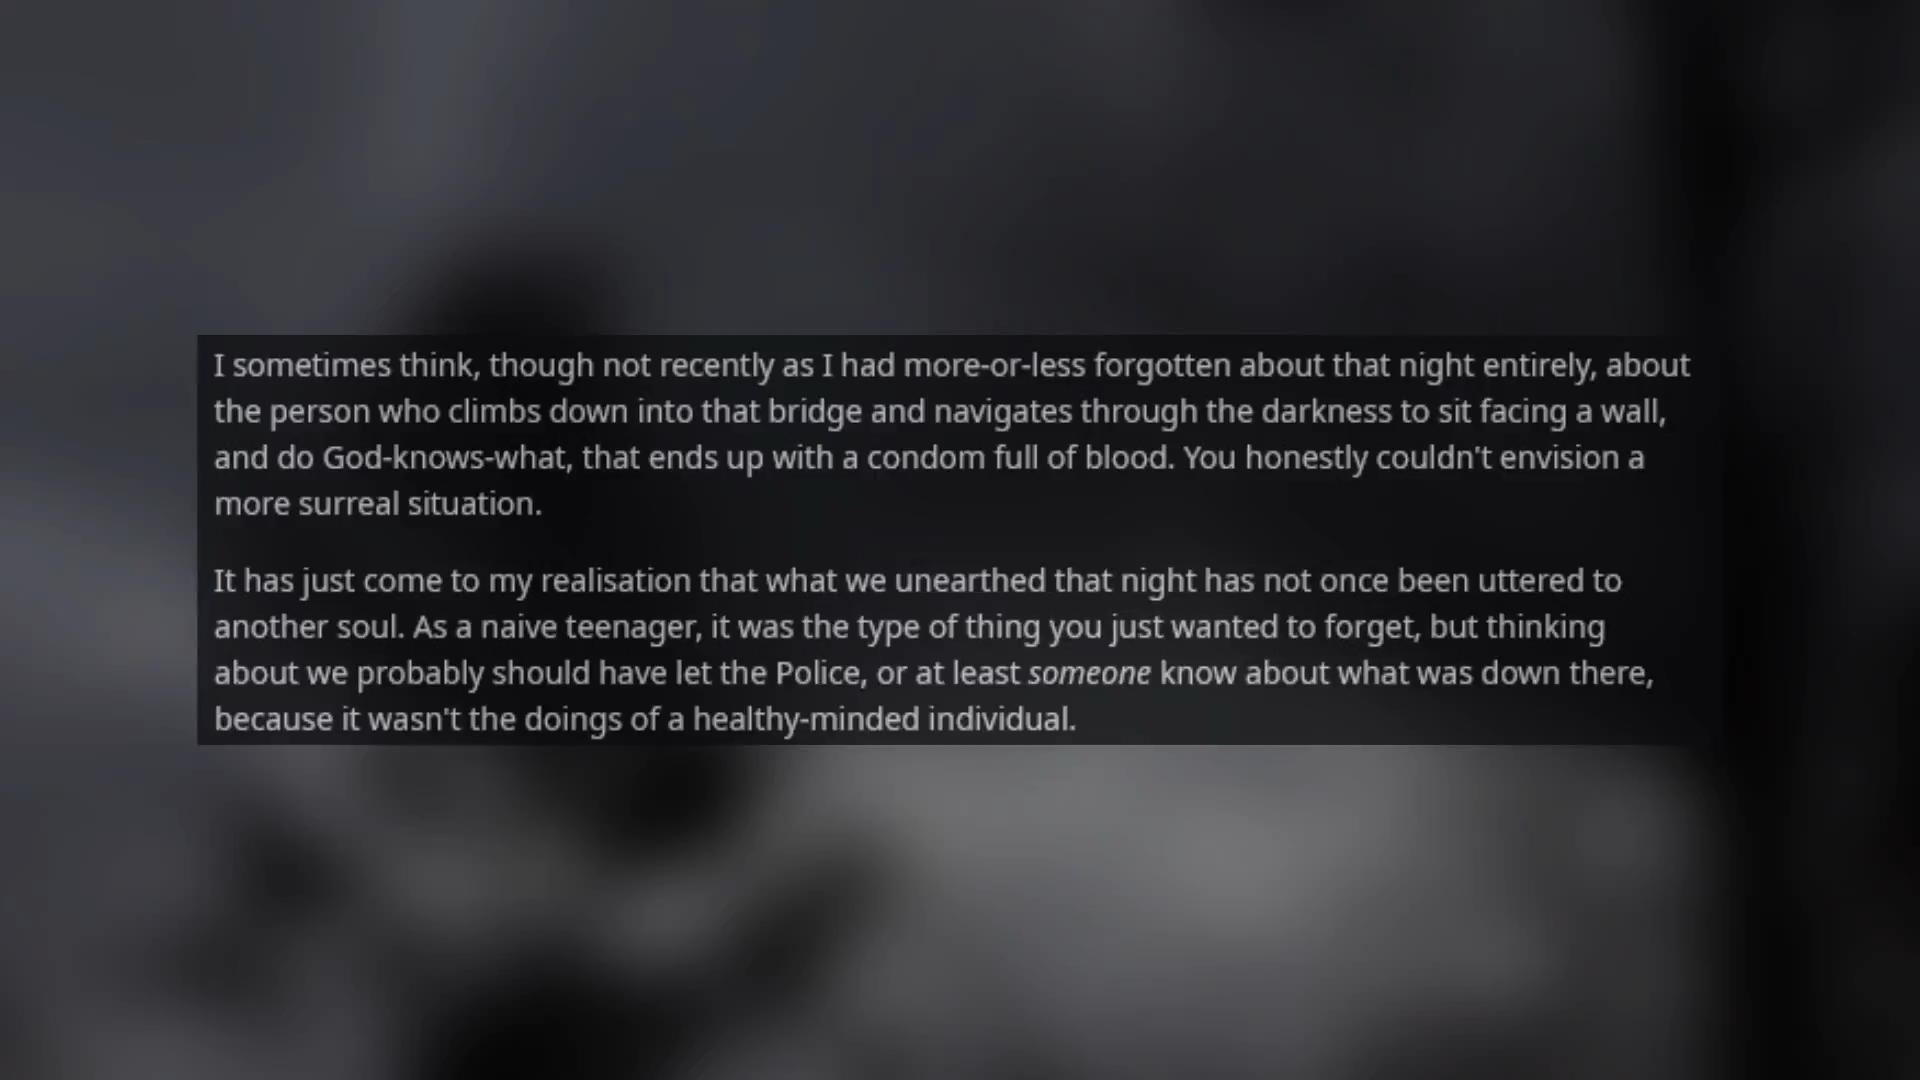 I sometimes think, though not recently as I had more-or-less forgotten about that night entirely, about
the person who climbs down into that bridge and navigates through the darkness to sit facing a wall,
and do God-knows-what, that ends up with a condom full of blood. You honestly couldn't envision a
more surreal situation.
It has just come to my realisation that what we unearthed that night has not once been uttered to
another soul. As a naive teenager, it was the type of thing you just wanted to forget, but thinking
about we probably should have let the Police, or at least someone know about what was down there,
because it wasn't the doings of a healthy-minded individual.